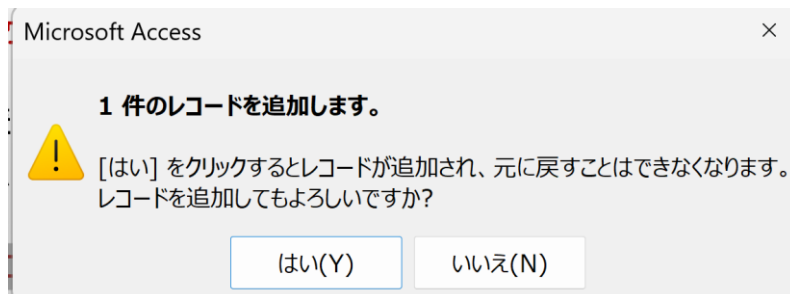 Microsoft Access
1 件のレコードを追加します。
[はい] をクリックするとレコードが追加され、元に戻すことはできなくなります。
レコードを追加してもよろしいですか?
はい(Y)
いいえ(N)